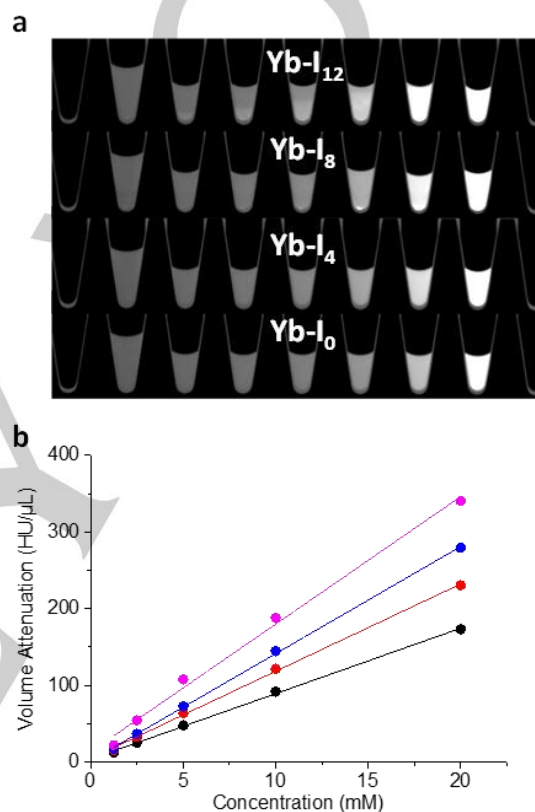 a
Yb-I₁₂
Yb-I₈
Yb-I₄
Yb-I₀
b
400
300
200
100
0
Volume Attenuation (HU/µL)
0 5 10 15 20
Concentration (mM)